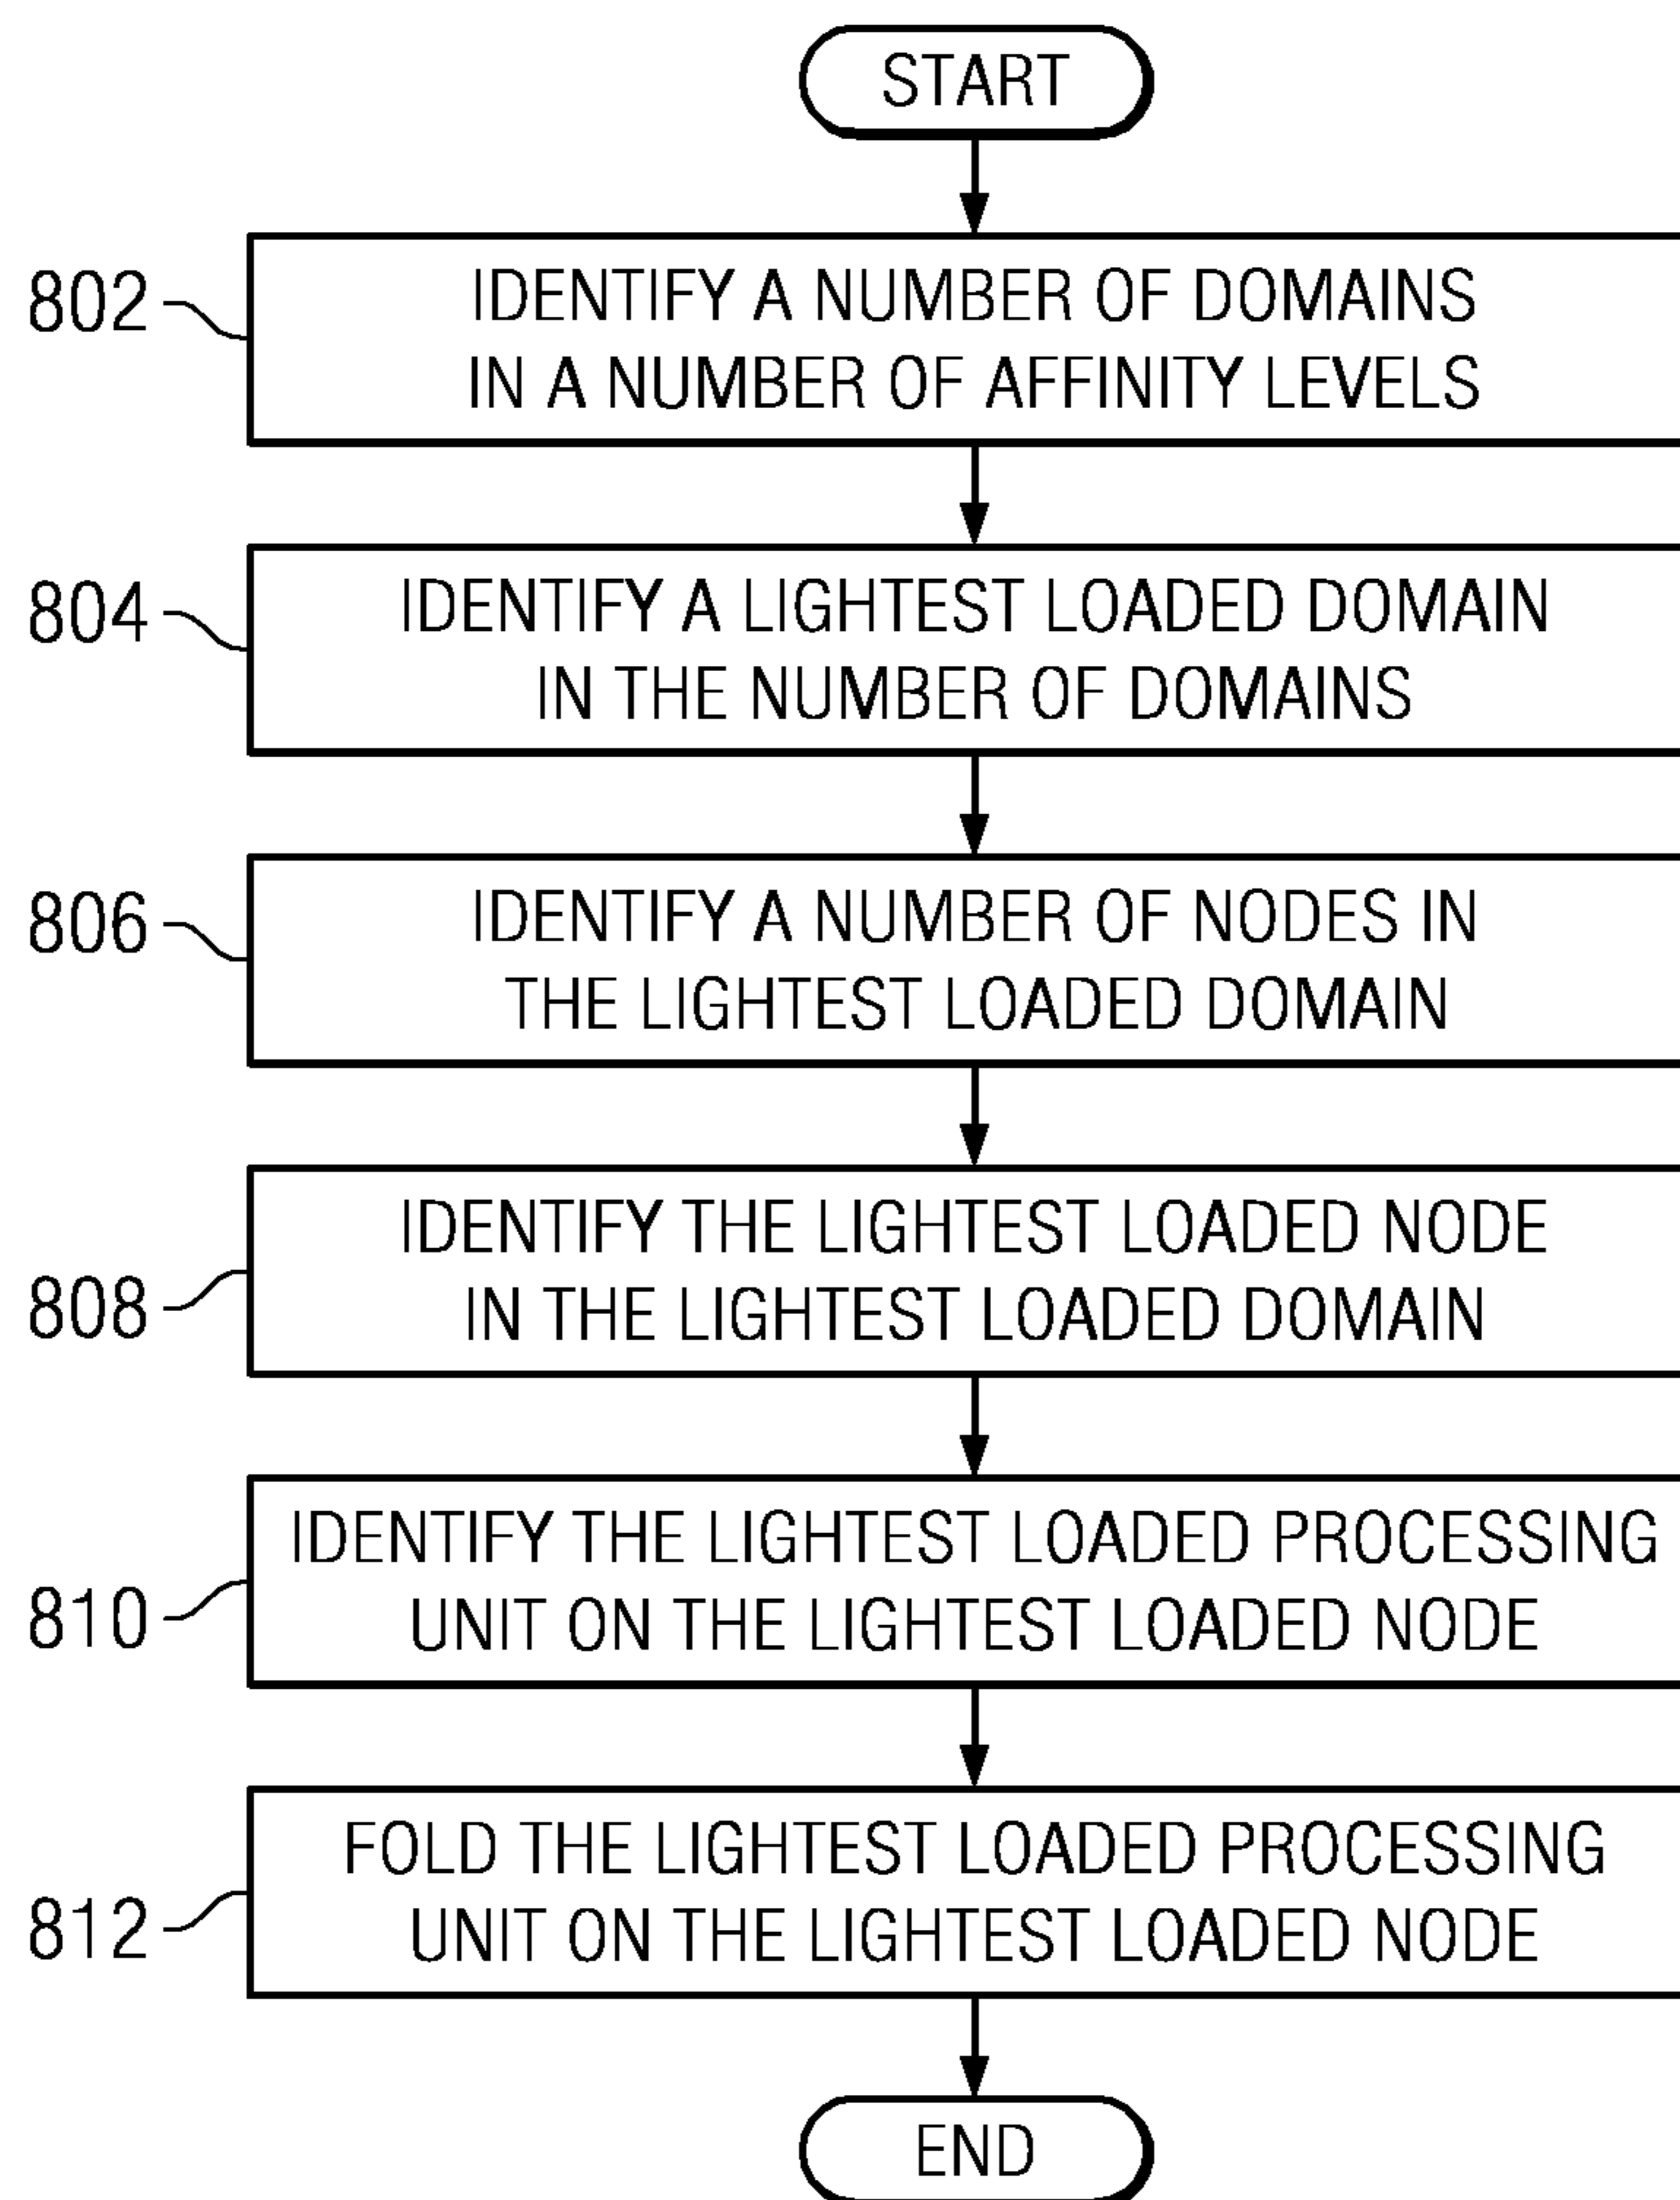 START
802
IDENTIFY A NUMBER OF DOMAINS
IN A NUMBER OF AFFINITY LEVELS
804
IDENTIFY A LIGHTEST LOADED DOMAIN
IN THE NUMBER OF DOMAINS
806
IDENTIFY A NUMBER OF NODES IN
THE LIGHTEST LOADED DOMAIN
808
IDENTIFY THE LIGHTEST LOADED NODE
IN THE LIGHTEST LOADED DOMAIN
810
IDENTIFY THE LIGHTEST LOADED PROCESSING
UNIT ON THE LIGHTEST LOADED NODE
812
FOLD THE LIGHTEST LOADED PROCESSING
UNIT ON THE LIGHTEST LOADED NODE
END